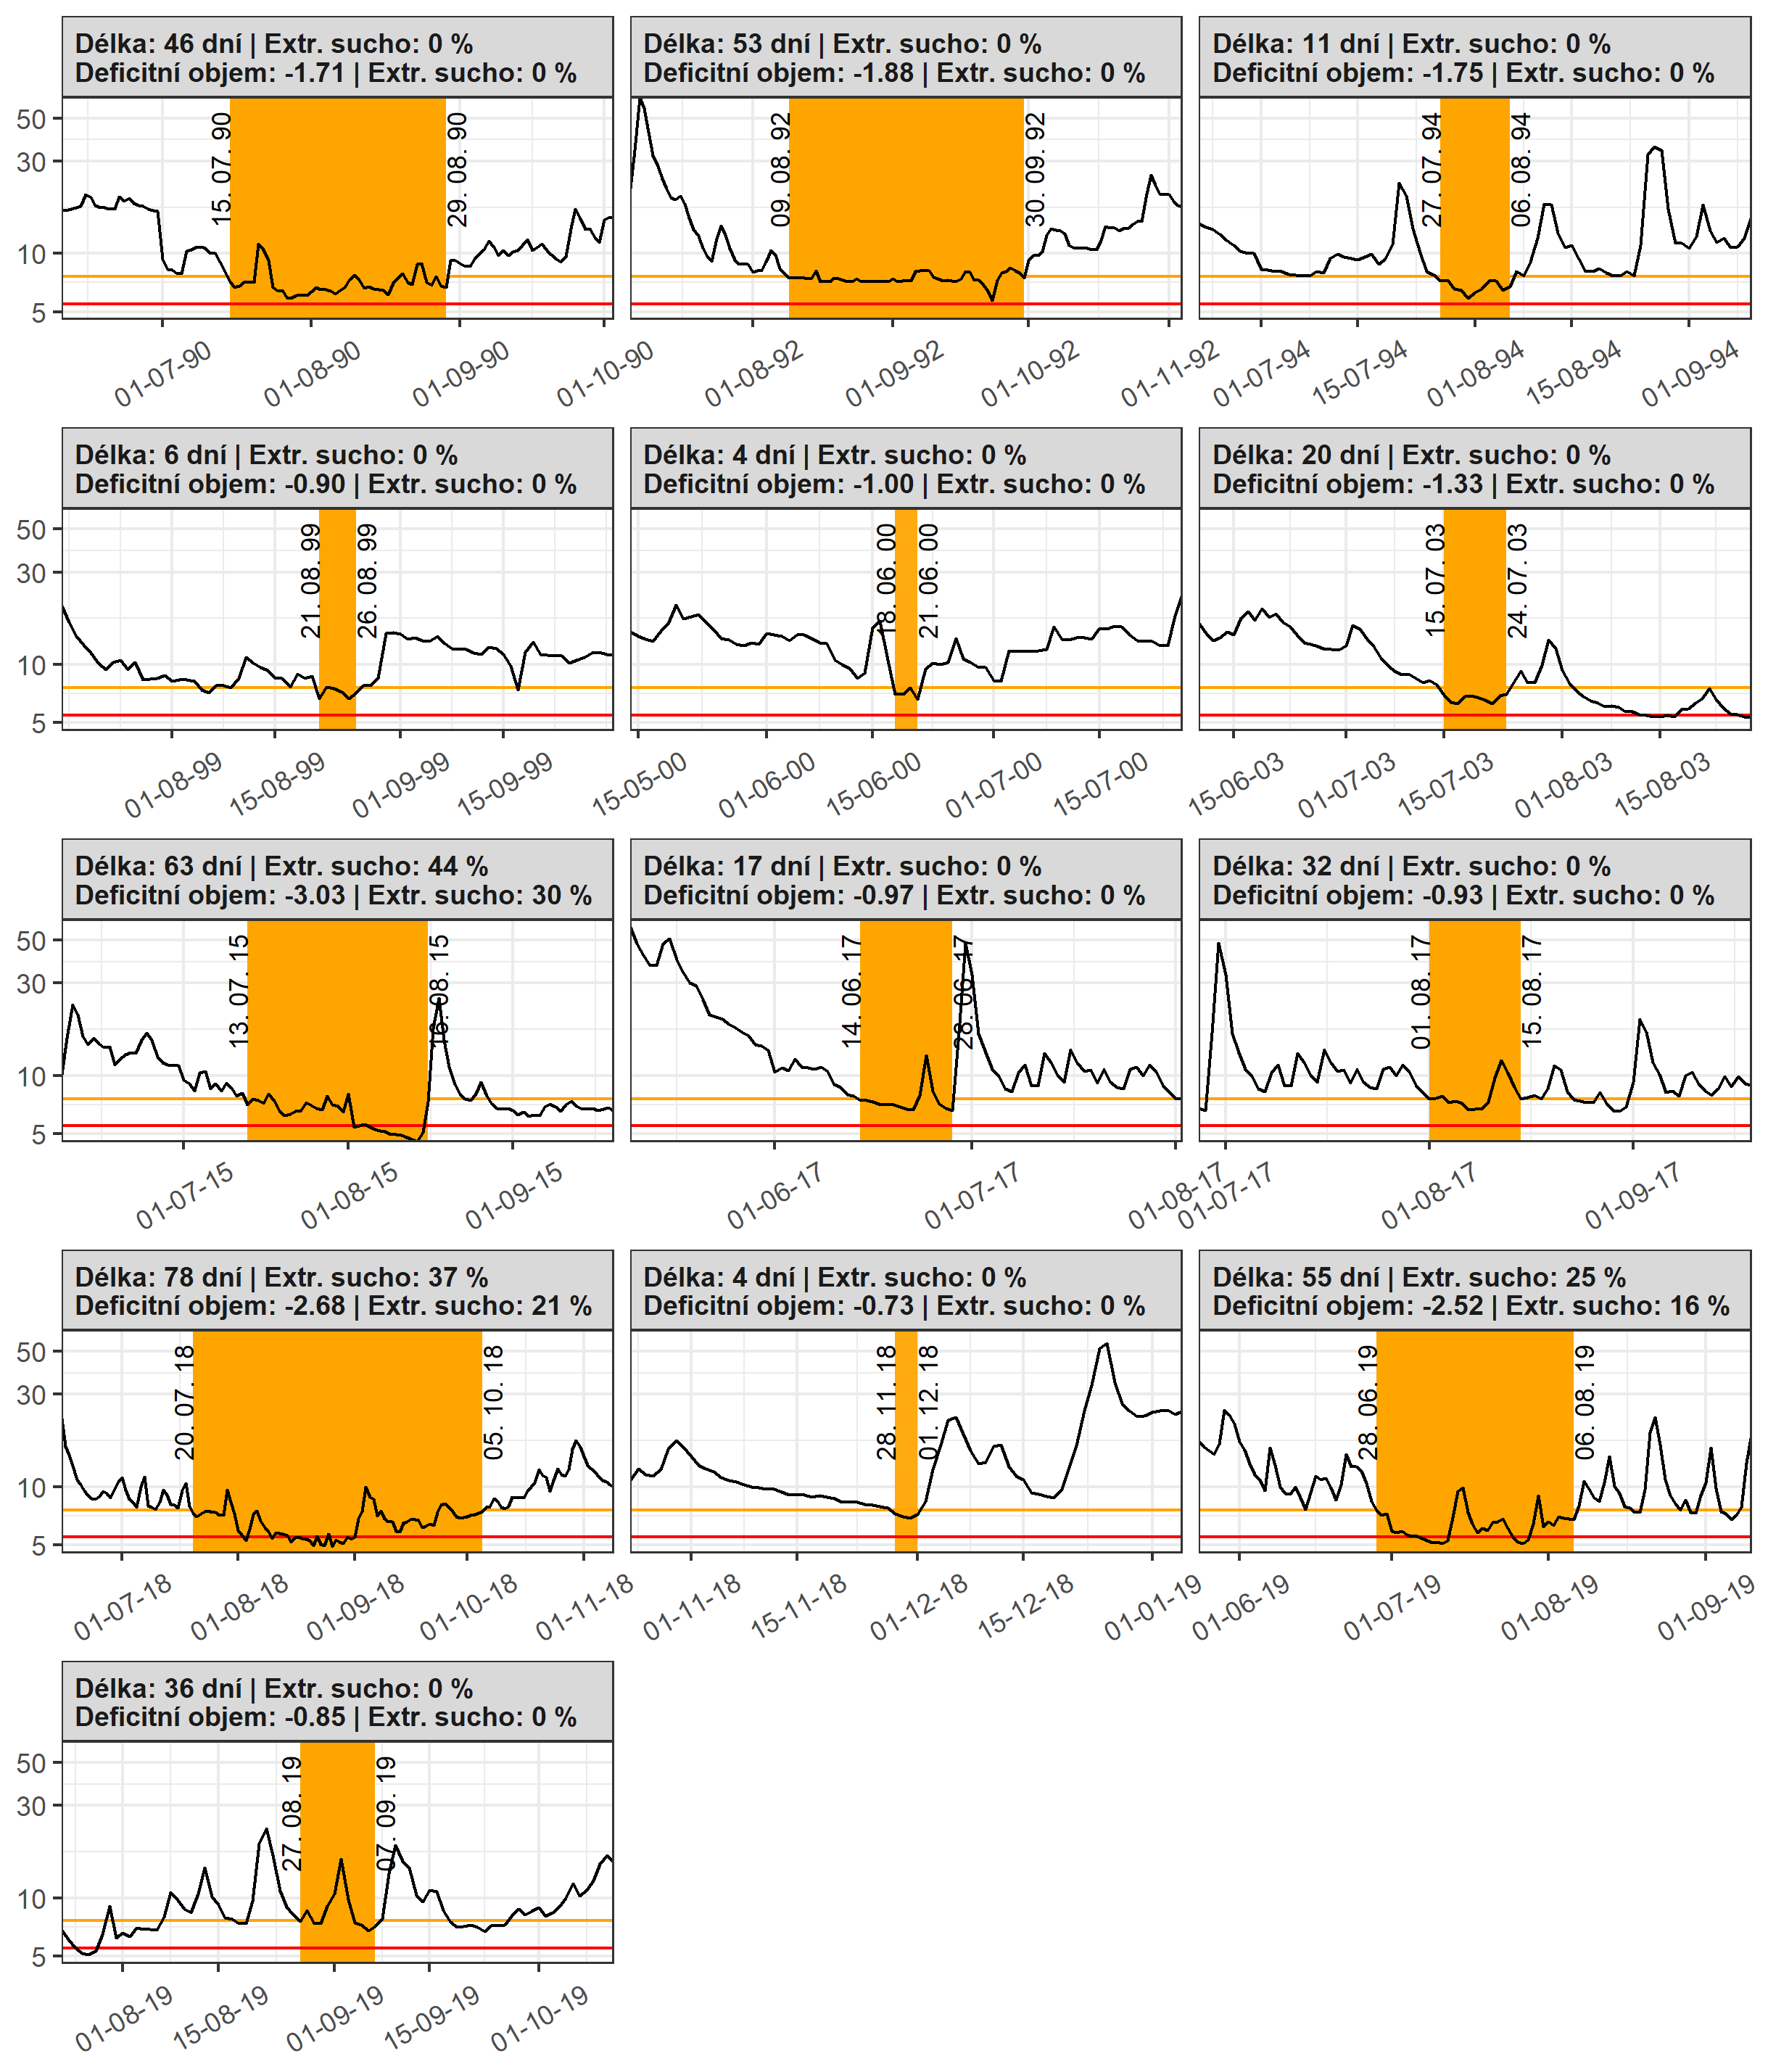 Délka: 46 dní | Extr. sucho: 0 %
Deficitní objem: -1.71 | Extr. sucho: 0 %
Délka: 53 dní | Extr. sucho: 0 %
Deficitní objem: -1.88 | Extr. sucho: 0 %
Délka: 11 dní | Extr. sucho: 0 %
Deficitní objem: -1.75 | Extr. sucho: 0 %
50
30
10
5
15. 07. 90
29. 08. 90
09. 08. 92
30. 09. 92
27. 07. 94
06. 08. 94
01-07-90
01-08-90
01-09-90
01-10-90
01-08-92
01-09-92
01-10-92
01-11-92
01-07-94
15-07-94
01-08-94
15-08-94
01-09-94
Délka: 6 dní | Extr. sucho: 0 %
Deficitní objem: -0.90 | Extr. sucho: 0 %
Délka: 4 dní | Extr. sucho: 0 %
Deficitní objem: -1.00 | Extr. sucho: 0 %
Délka: 20 dní | Extr. sucho: 0 %
Deficitní objem: -1.33 | Extr. sucho: 0 %
50
30
10
5
21. 08. 99
26. 08. 99
18. 06. 00
21. 06. 00
15. 07. 03
24. 07. 03
01-08-99
15-08-99
01-09-99
15-09-99
15-05-00
01-06-00
15-06-00
01-07-00
15-07-00
15-06-03
01-07-03
15-07-03
01-08-03
15-08-03
Délka: 63 dní | Extr. sucho: 44 %
Deficitní objem: -3.03 | Extr. sucho: 30 %
Délka: 17 dní | Extr. sucho: 0 %
Deficitní objem: -0.97 | Extr. sucho: 0 %
Délka: 32 dní | Extr. sucho: 0 %
Deficitní objem: -0.93 | Extr. sucho: 0 %
50
30
10
5
13. 07. 15
16. 08. 15
14. 06. 17
28. 06. 17
01. 08. 17
15. 08. 17
01-07-15
01-08-15
01-09-15
01-06-17
01-07-17
01-08-17
01-07-17
01-08-17
01-09-17
Délka: 78 dní | Extr. sucho: 37 %
Deficitní objem: -2.68 | Extr. sucho: 21 %
Délka: 4 dní | Extr. sucho: 0 %
Deficitní objem: -0.73 | Extr. sucho: 0 %
Délka: 55 dní | Extr. sucho: 25 %
Deficitní objem: -2.52 | Extr. sucho: 16 %
50
30
10
5
20. 07. 18
05. 10. 18
28. 11. 18
01. 12. 18
28. 06. 19
06. 08. 19
01-07-18
01-08-18
01-09-18
01-10-18
01-11-18
01-11-18
15-11-18
01-12-18
15-12-18
01-01-19
01-06-19
01-07-19
01-08-19
01-09-19
Délka: 36 dní | Extr. sucho: 0 %
Deficitní objem: -0.85 | Extr. sucho: 0 %
50
30
10
5
27. 08. 19
07. 09. 19
01-08-19
15-08-19
01-09-19
15-09-19
01-10-19